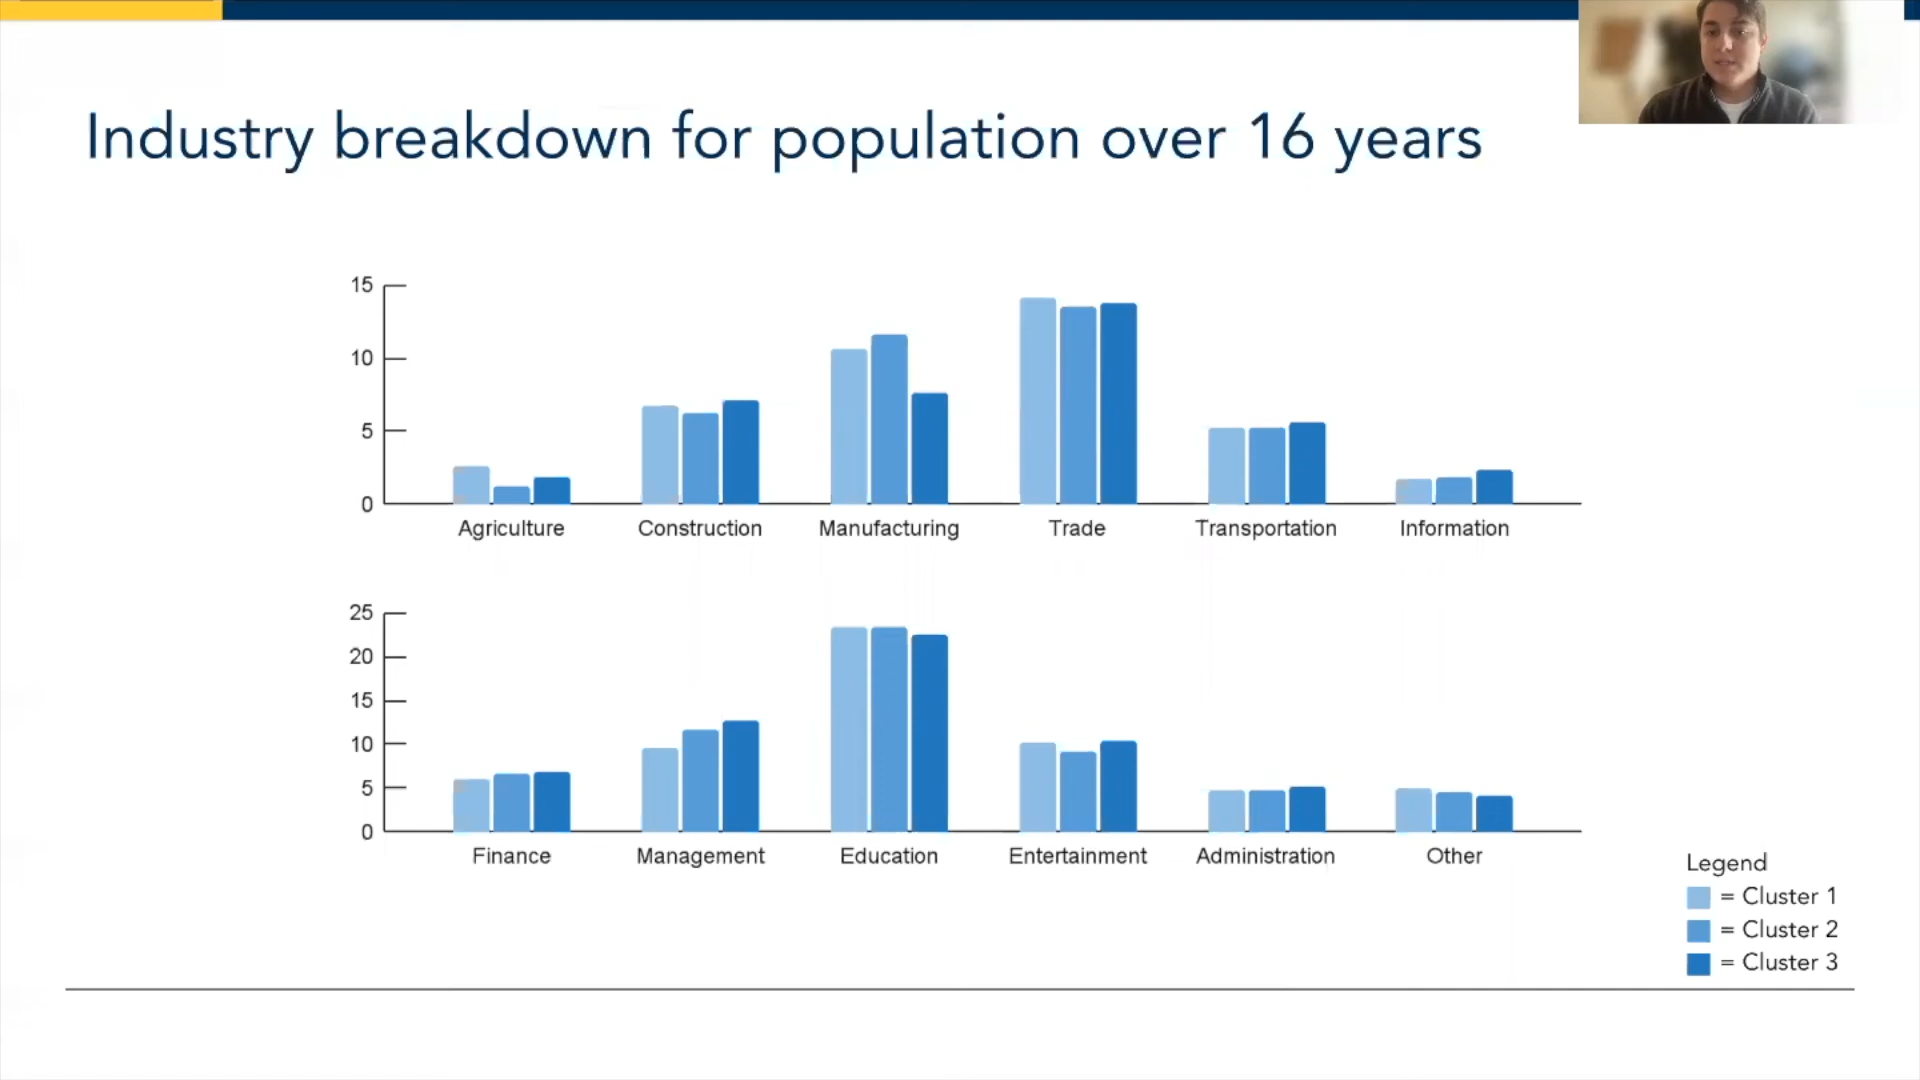 Industry breakdown for population over 16 years
15
10
5
0
Agriculture Construction Manufacturing Trade Transportation Information
25
20
15
10
5
0
Finance Management Education Entertainment Administration Other
Legend
= Cluster 1
= Cluster 2
= Cluster 3